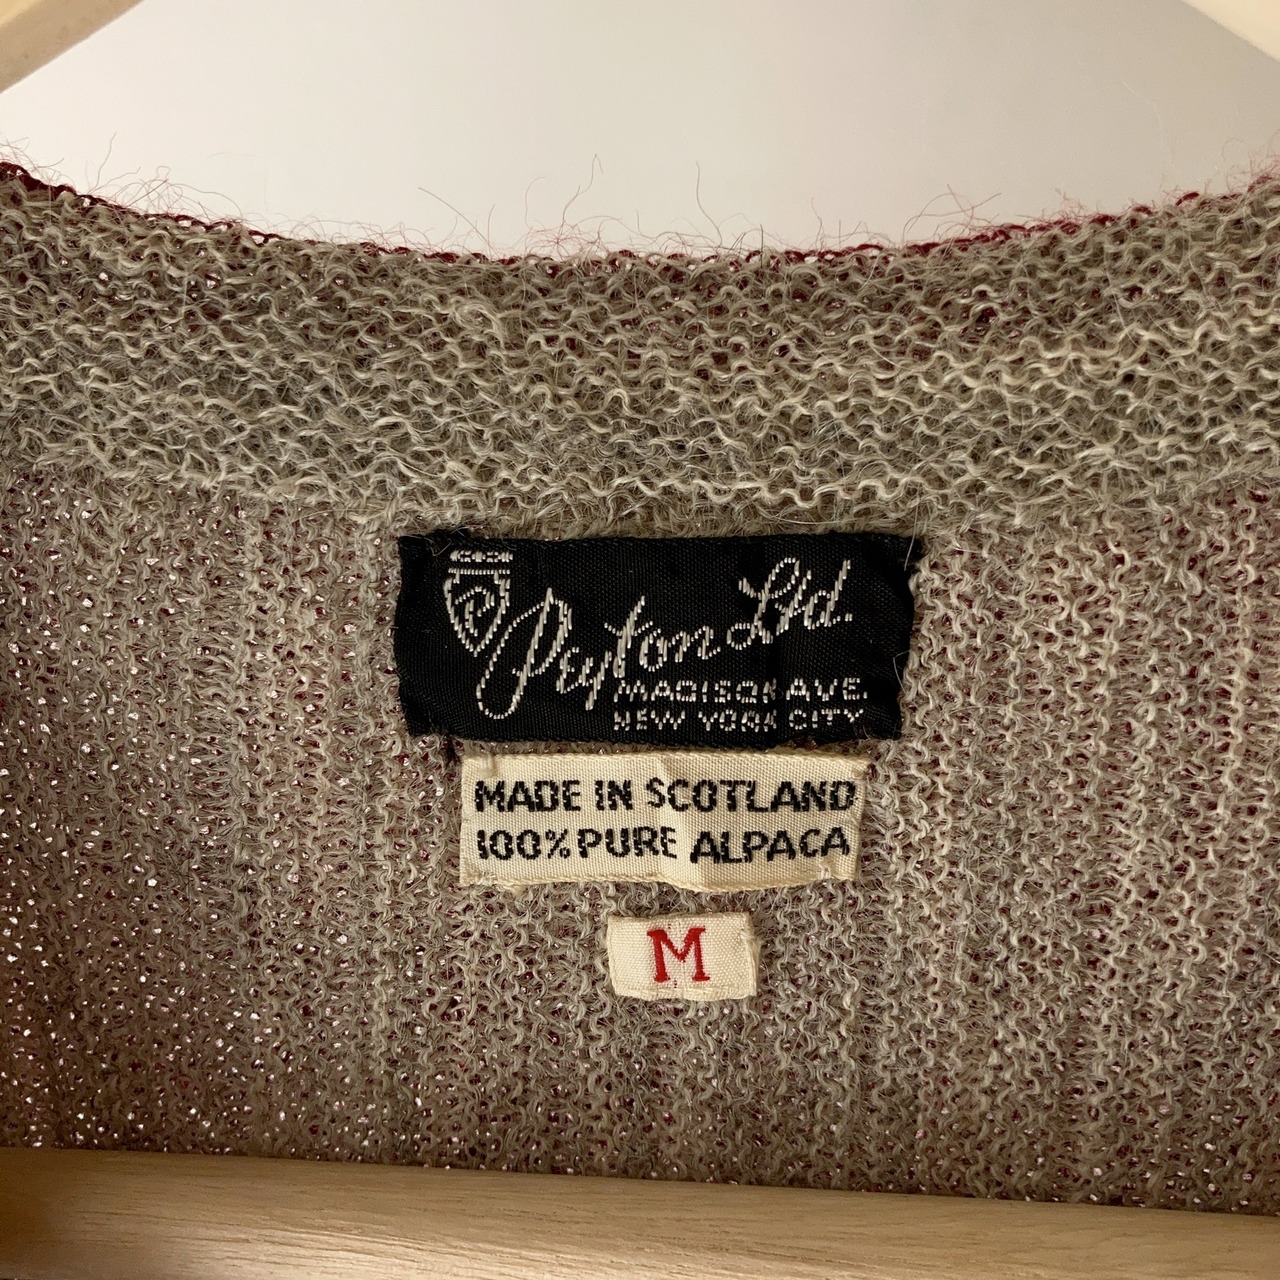 P
Peyton Ltd.
MADISON AVE.
NEW YORK CITY
MADE IN SCOTLAND
100% PURE ALPACA
M